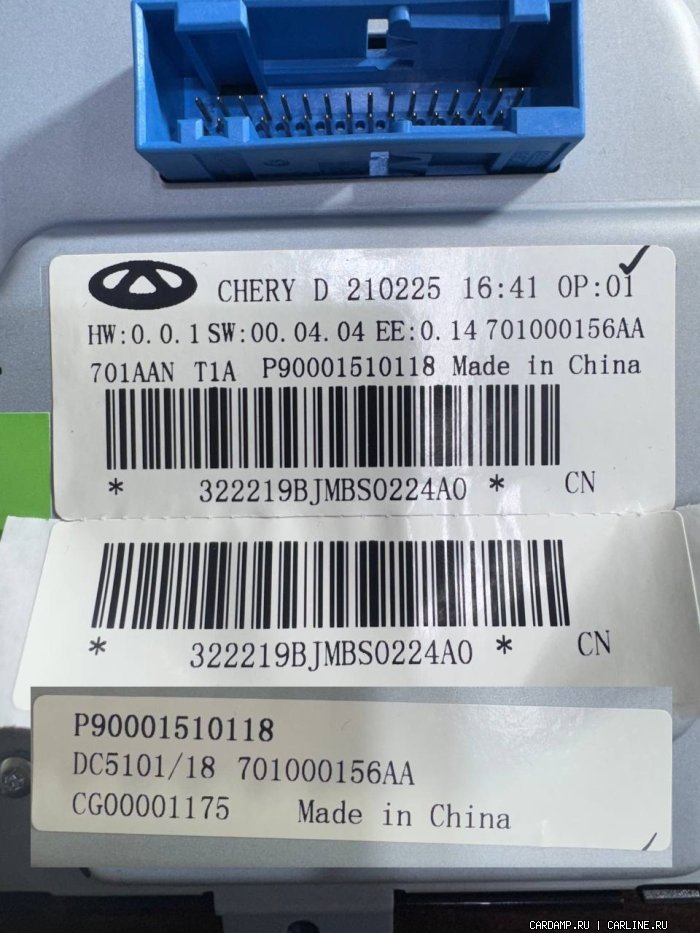 CHERY D 210225 16:41 OP:01
HW:0.0.1 SW:00.04.04 EE:0.14 701000156AA
701AAN T1A P90001510118 Made in China
* 322219BJMBS0224A0 * CN
* 322219BJMBS0224A0 * CN
P90001510118
DC5101/18 701000156AA
CG00001175 Made in China
CARDAMP.RU | CARLINE.RU